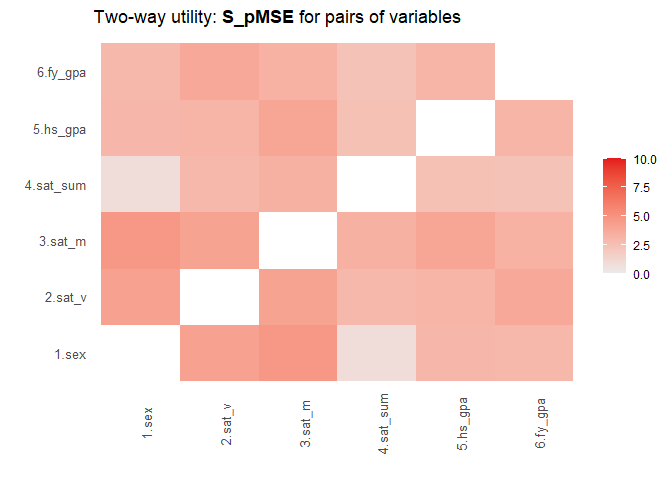 Two-way utility: S_pMSE for pairs of variables
6.fy_gpa
5.hs_gpa
4.sat_sum
3.sat_m
2.sat_v
1.sex
1.sex
2.sat_v
3.sat_m
4.sat_sum
5.hs_gpa
6.fy_gpa
10.0
7.5
5.0
2.5
0.0